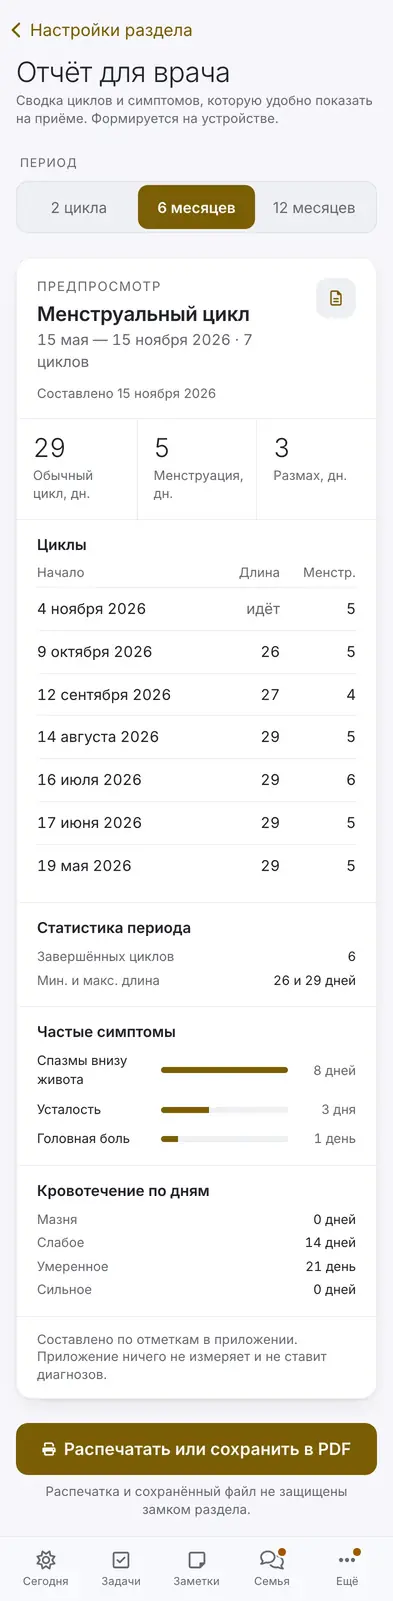 Настройки раздела
Отчёт для врача
Сводка циклов и симптомов, которую удобно показать
на приёме. Формируется на устройстве.
ПЕРИОД
2 цикла 6 месяцев 12 месяцев
ПРЕДПРОСМОТР
Менструальный цикл
15 мая — 15 ноября 2026 · 7
циклов
Составлено 15 ноября 2026
29 5 3
Обычный Менструация, Размах, дн.
цикл, дн. дн.
Циклы
Начало Длина Менстр.
4 ноября 2026 идёт 5
9 октября 2026 26 5
12 сентября 2026 27 4
14 августа 2026 29 5
16 июля 2026 29 6
17 июня 2026 29 5
19 мая 2026 29 5
Статистика периода
Завершённых циклов 6
Мин. и макс. длина 26 и 29 дней
Частые симптомы
Спазмы внизу
живота 8 дней
Усталость 3 дня
Головная боль 1 день
Кровотечение по дням
Мазня 0 дней
Слабое 14 дней
Умеренное 21 день
Сильное 0 дней
Составлено по отметкам в приложении.
Приложение ничего не измеряет и не ставит
диагнозов.
Распечатать или сохранить в PDF
Распечатка и сохранённый файл не защищены
замком раздела.
Сегодня Задачи Заметки Семья Ещё